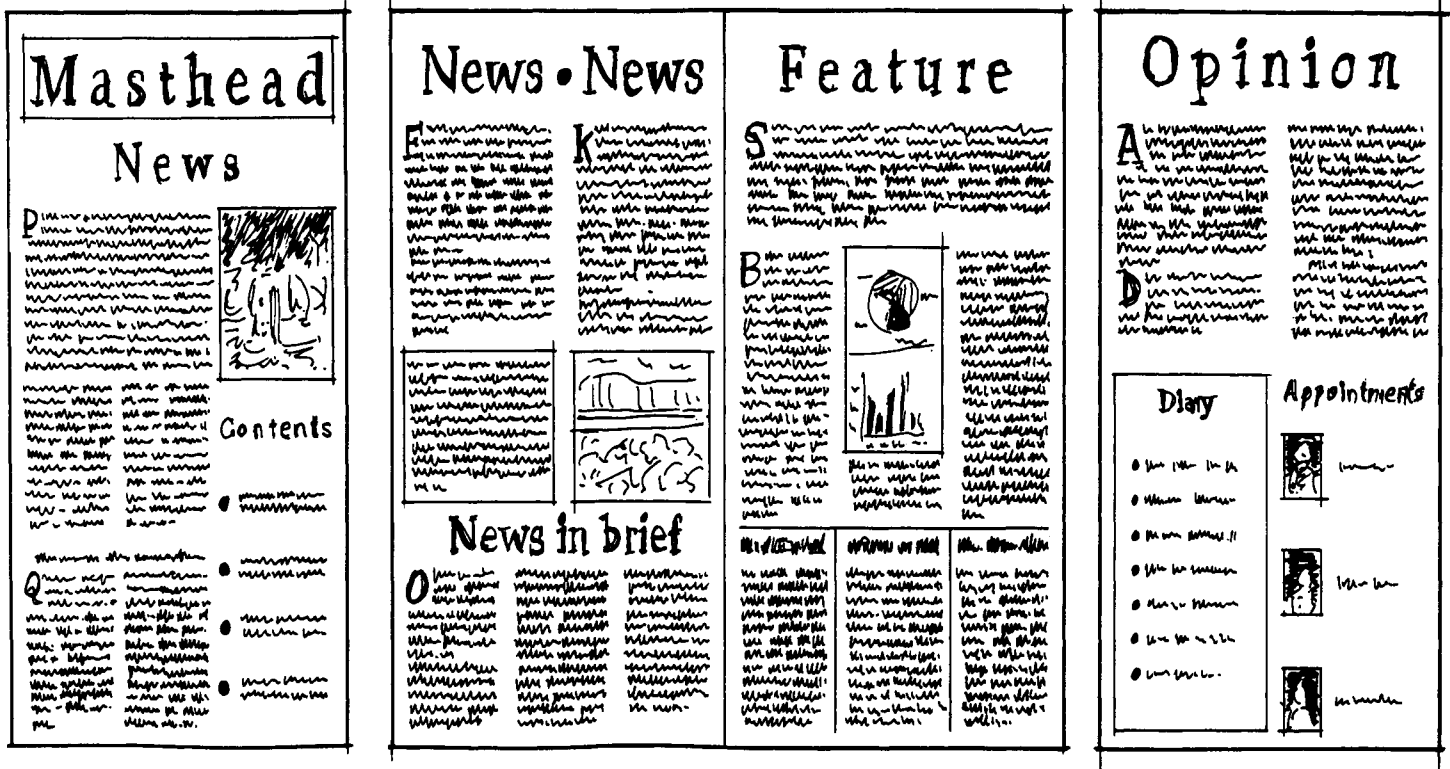 Masthead
News
P
Contents
Q
News • News
E
K
News in brief
O
Feature
S
B
Opinion
A
D
Diary
Appointments